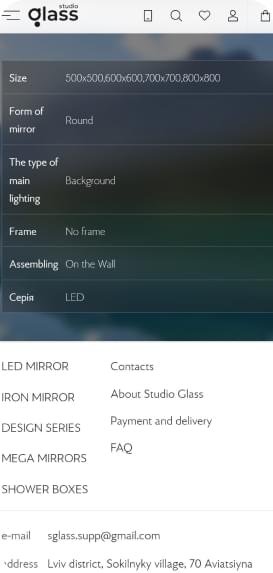 studio
glass
Size 500x500,600x600,700x700,800x800
Form of
mirror Round
The type of
main Background
lighting
Frame No frame
Assembling On the Wall
Серія LED
LED MIRROR
IRON MIRROR
DESIGN SERIES
MEGA MIRRORS
SHOWER BOXES
Contacts
About Studio Glass
Payment and delivery
FAQ
e-mail sglass.supp@gmail.com
ddress Lviv district, Sokilnyky village, 70 Aviatsiyna